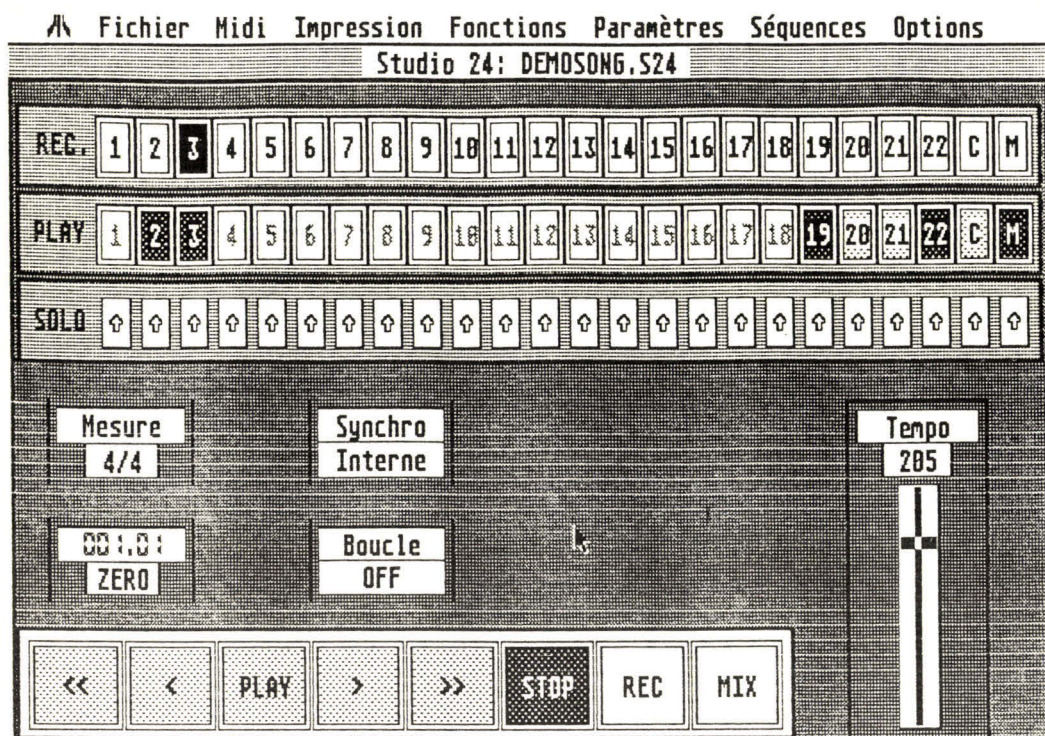 Fichier Midi Impression Fonctions Paramètres Séquences Options
Studio 24: DEMOSONG.S24
REC. 1 2 3 4 5 6 7 8 9 10 11 12 13 14 15 16 17 18 19 20 21 22 C M
PLAY 1 2 3 4 5 6 7 8 9 10 11 12 13 14 15 16 17 18 19 20 21 22 C M
SOLO
Mesure
4/4
Synchro
Interne
Tempo
205
001.01
ZERO
Boucle
OFF
<< < PLAY > >> STOP REC MIX